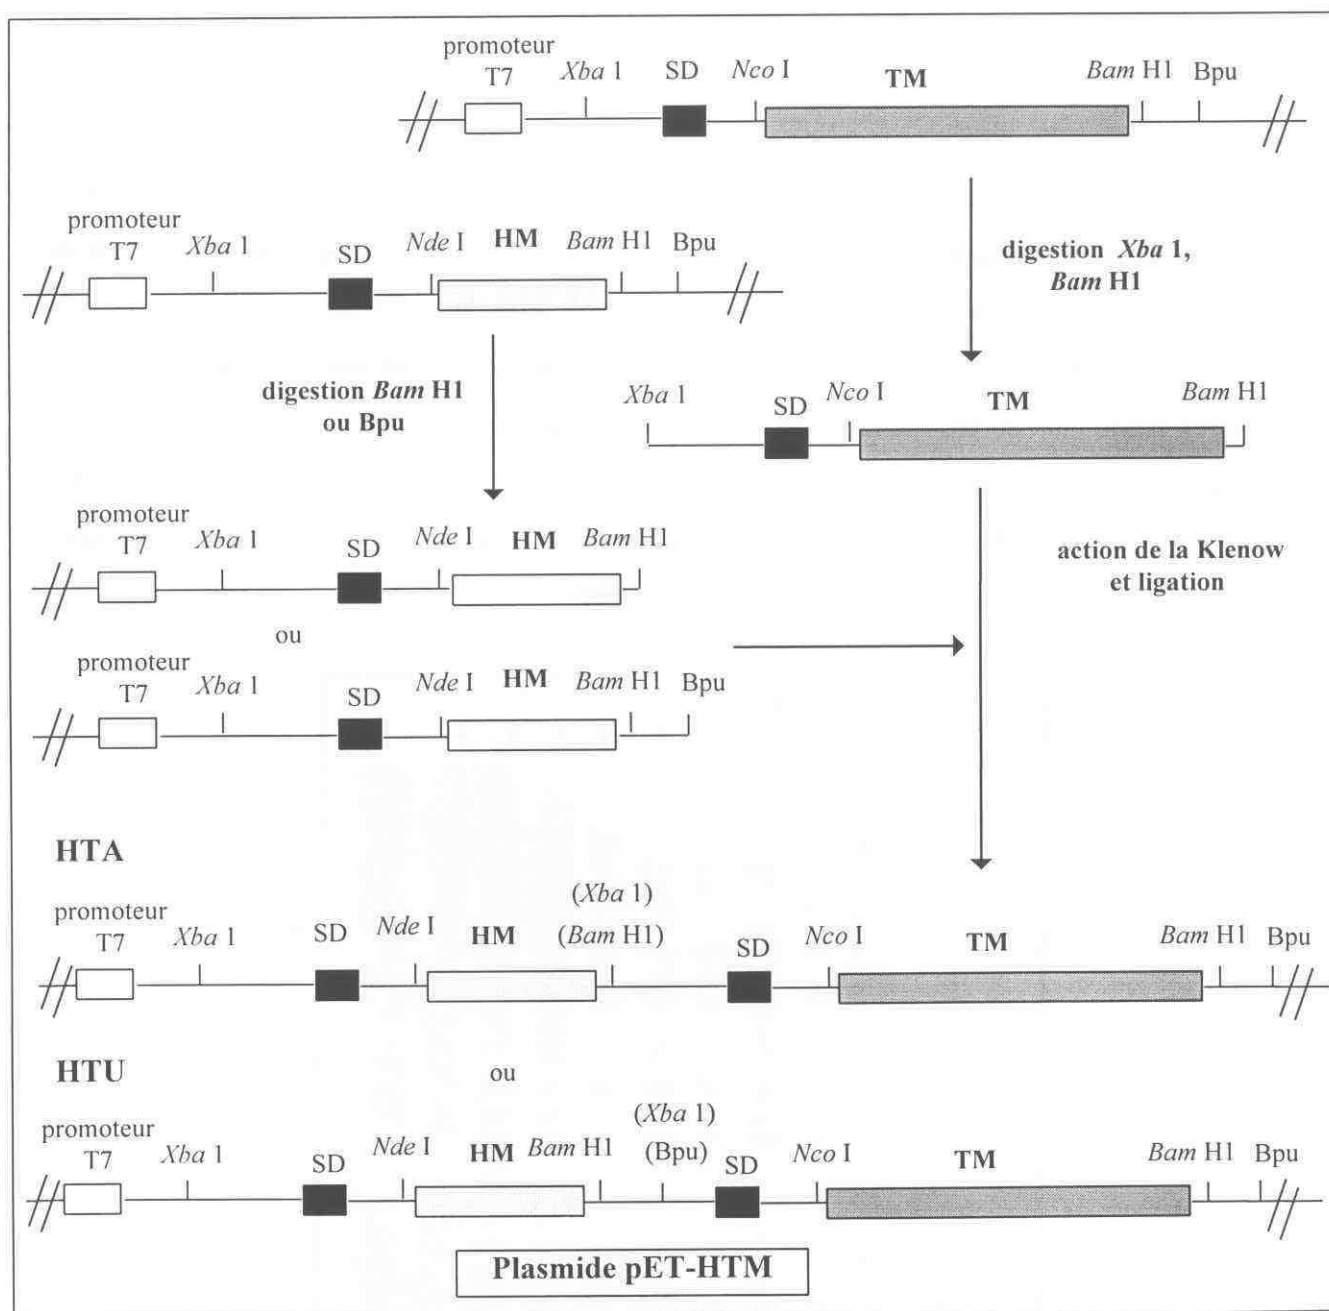 promoteur
T7 Xba 1 SD Nco I TM Bam H1 Bpu
promoteur
T7 Xba 1 SD Nde I HM Bam H1 Bpu
digestion Xba 1,
Bam H1
digestion Bam H1
ou Bpu
Xba 1 SD Nco I TM Bam H1
promoteur
T7 Xba 1 SD Nde I HM Bam H1
action de la Klenow
et ligation
ou
promoteur
T7 Xba 1 SD Nde I HM Bam H1 Bpu
HTA
(Xba 1)
promoteur
T7 Xba 1 SD Nde I HM (Bam H1) SD Nco I TM Bam H1 Bpu
HTU
ou
(Xba 1)
promoteur
T7 Xba 1 SD Nde I HM Bam H1 (Bpu) SD Nco I TM Bam H1 Bpu
Plasmide pET-HTM